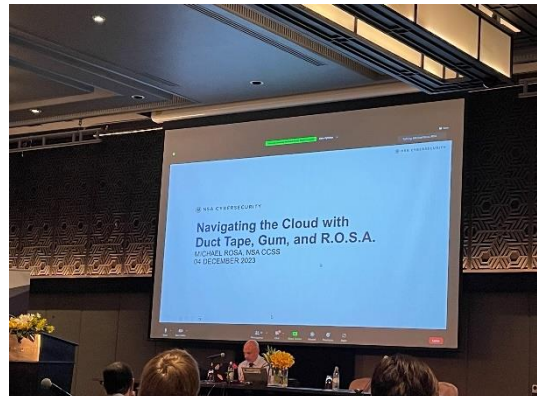 NSA CYBERSECURITY
NSA CYBERSECURITY
Navigating the Cloud with
Duct Tape, Gum, and R.O.S.A.
MICHAEL ROSA, NSA CCSS
04 DECEMBER 2023